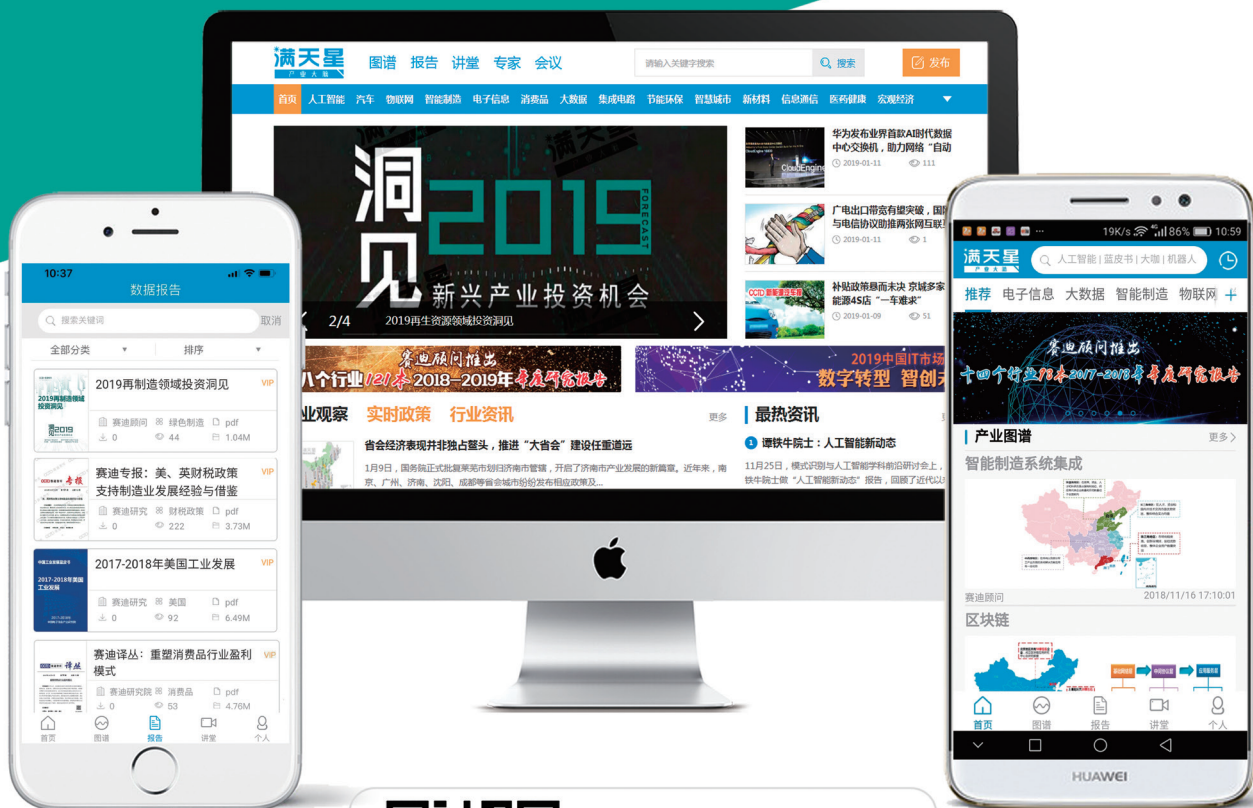 满天星
产业大脑
图谱 报告 讲堂 专家 会议
请输入关键字搜索
搜索
发布
首页 人工智能 汽车 物联网 智能制造 电子信息 消费品 大数据 集成电路 节能环保 智慧城市 新材料 信息通信 医药健康 宏观经济
洞见
2019
FORECAST
新兴产业投资机会
2/4 2019再生资源领域投资洞见
CloudEngine
华为发布业界首款AI时代数据
中心交换机，助力网络“自动
2019-01-11 111
广电出口带宽有望突破，国
与电信协议助推两张网互联
2019-01-11 1
补贴政策悬而未决 京城多家
能源4S店“一车难求”
2019-01-09 51
赛迪顾问推出
八个行业121本2018-2019年年度研究报告
2019中国IT市场
数字转型 智创
业观察 实时政策 行业资讯 更多
省会经济表现并非独占鳌头，推进“大省会”建设任重道远
1月9日，国务院正式批复莱芜市划归济南市管辖，开启了济南市产业发展的新篇章。近年来，南
京、广州、济南、沈阳、成都等省会城市纷纷发布相应政策及...
最热资讯
1 谭铁牛院士：人工智能新动态
11月25日，模式识别与人工智能学科前沿研讨会上，
铁牛院士做“人工智能新动态”报告，回顾了近代以
10:37
数据报告
搜索关键词 取消
全部分类 排序
2019再制造领域投资洞见 VIP
2019再制造领域
投资洞见
赛迪顾问 绿色制造 pdf
0 44 1.04M
赛迪专报：美、英财税政策 VIP
支持制造业发展经验与借鉴
赛迪研究 财税政策 pdf
0 222 3.73M
2017-2018年美国工业发展 VIP
2017-2018年美国
工业发展
赛迪研究 美国 pdf
0 92 6.49M
赛迪译丛：重塑消费品行业盈利 VIP
模式
译丛
赛迪研究院 消费品 pdf
0 53 4.76M
首页 图谱 报告 讲堂 个人
19K/s 4G 86% 10:59
满天星
产业大脑
人工智能|蓝皮书|大咖|机器人
推荐 电子信息 大数据 智能制造 物联网 +
赛迪顾问推出
十四个行业73本2017-2018年年度研究报告
产业图谱 更多
智能制造系统集成
赛迪顾问 2018/11/16 17:10:01
区块链
首页 图谱 报告 讲堂 个人
HUAWEI